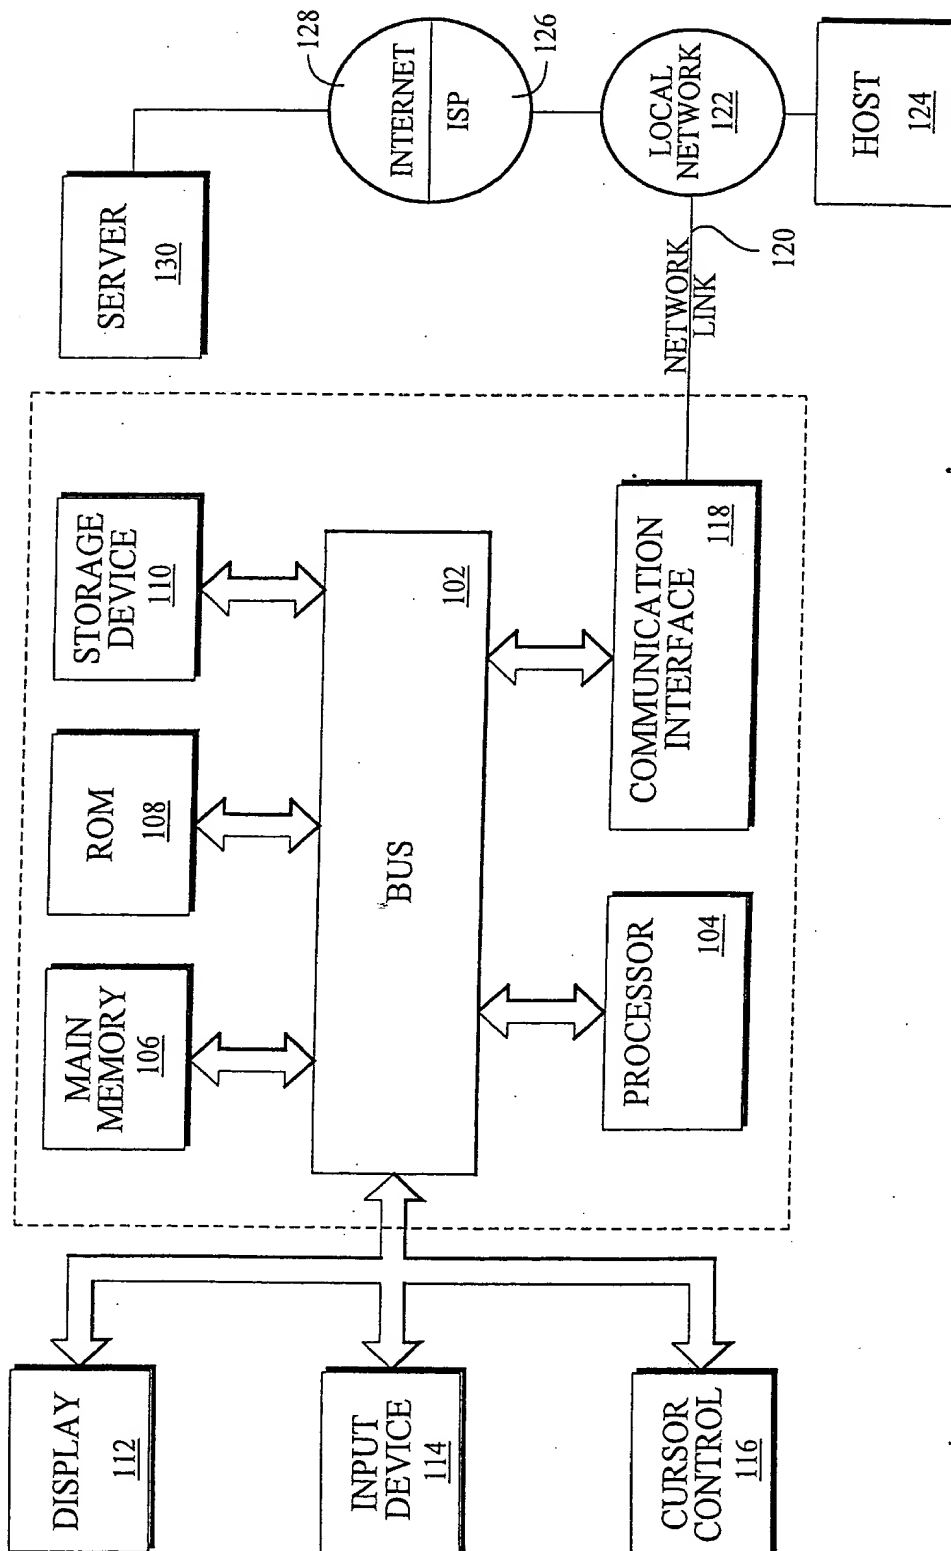 DISPLAY
112
INPUT
DEVICE
114
CURSOR
CONTROL
116
MAIN
MEMORY
106
ROM
108
STORAGE
DEVICE
110
BUS
102
PROCESSOR
104
COMMUNICATION
INTERFACE
118
SERVER
130
128
INTERNET
ISP
126
NETWORK
LINK
120
LOCAL
NETWORK
122
HOST
124